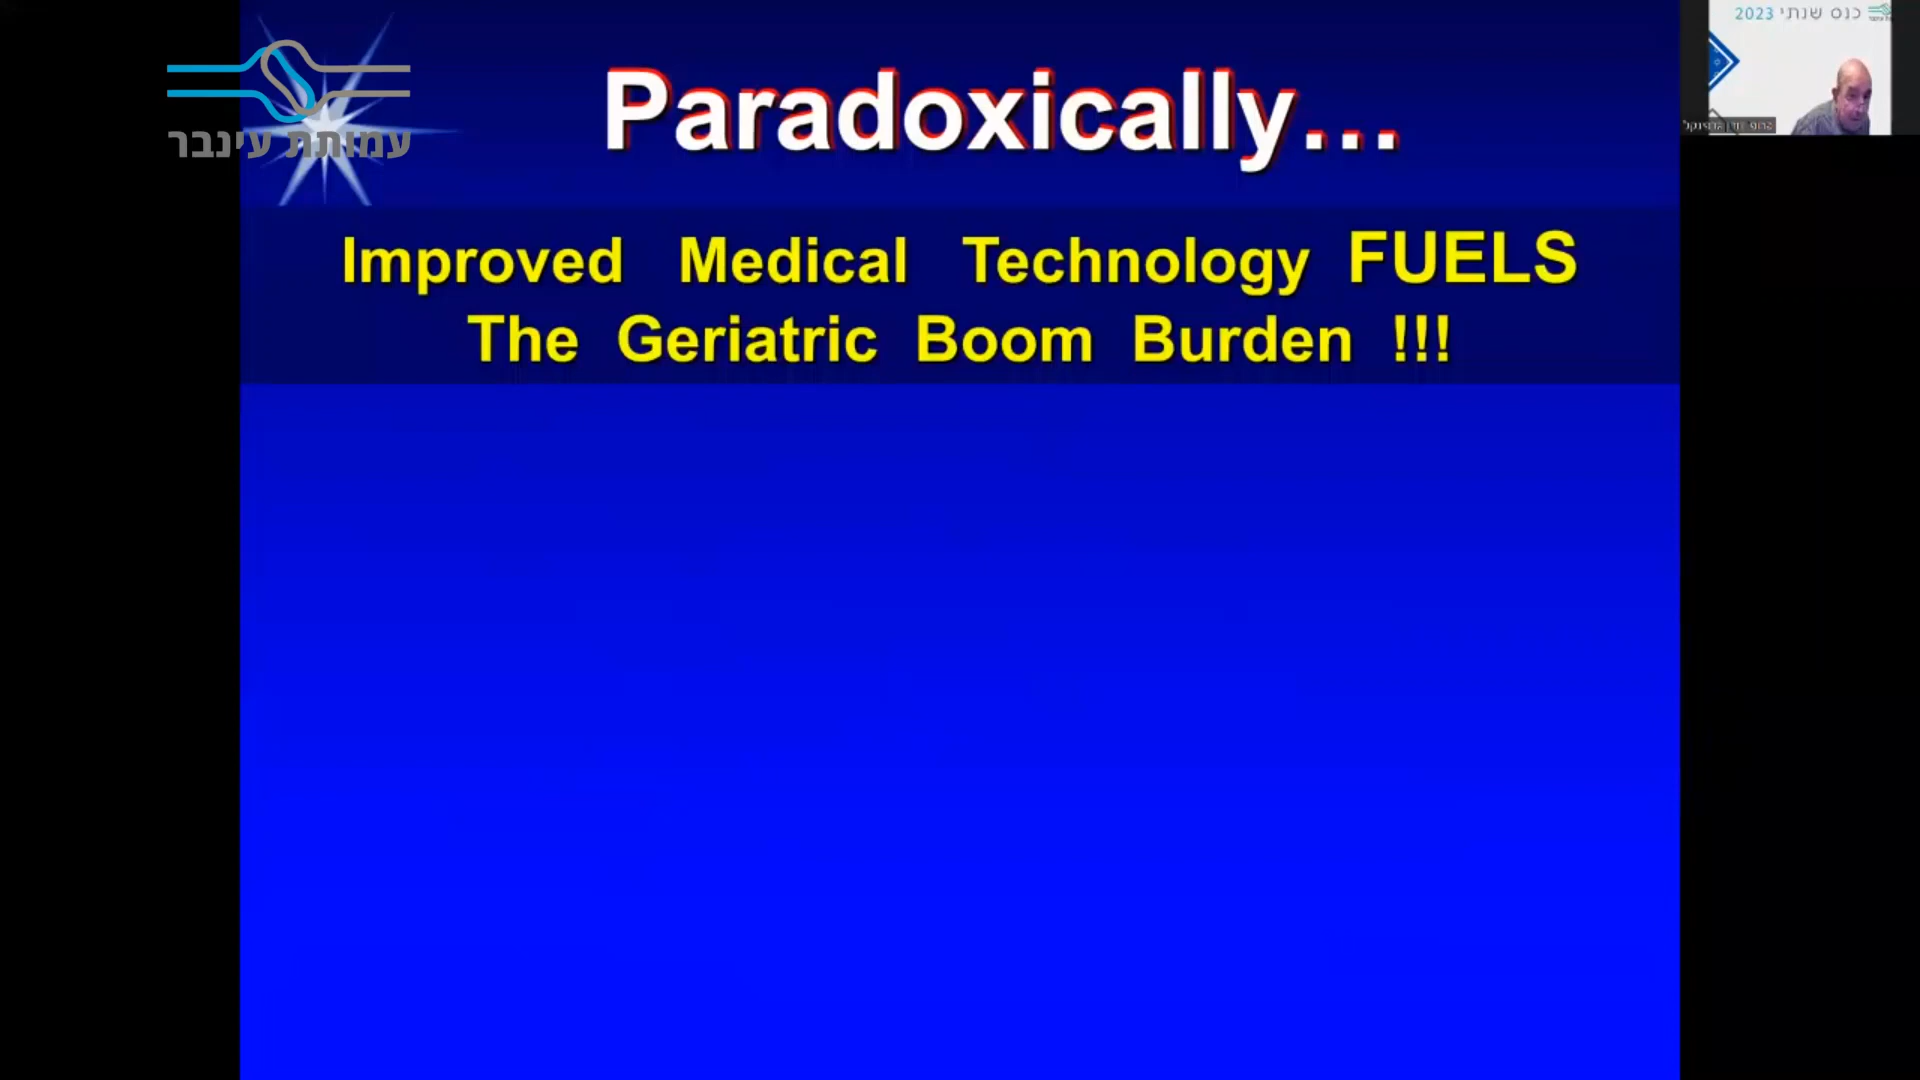 עמותת עינבר
Paradoxically...
Improved Medical Technology FUELS
The Geriatric Boom Burden !!!
כנס שנתי 2023